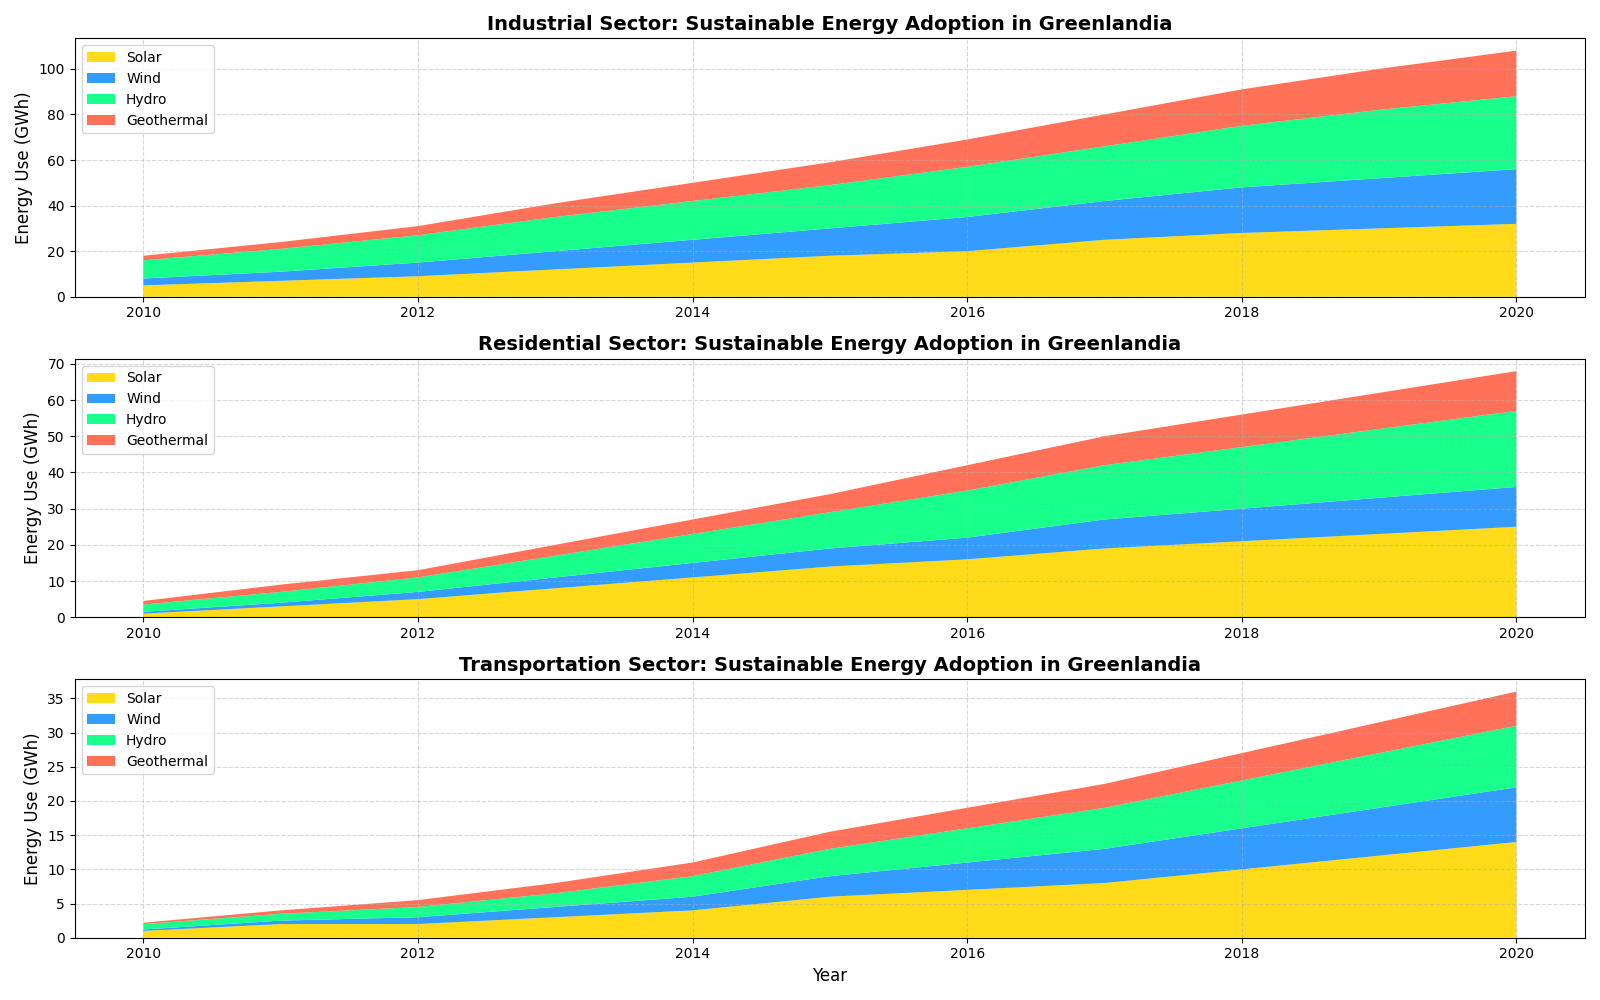 Industrial Sector: Sustainable Energy Adoption in Greenlandia
Energy Use (GWh)
100
80
60
40
20
0
Solar
Wind
Hydro
Geothermal
2010 2012 2014 2016 2018 2020
Residential Sector: Sustainable Energy Adoption in Greenlandia
Energy Use (GWh)
70
60
50
40
30
20
10
0
Solar
Wind
Hydro
Geothermal
2010 2012 2014 2016 2018 2020
Transportation Sector: Sustainable Energy Adoption in Greenlandia
Energy Use (GWh)
35
30
25
20
15
10
5
0
Solar
Wind
Hydro
Geothermal
2010 2012 2014 2016 2018 2020
Year